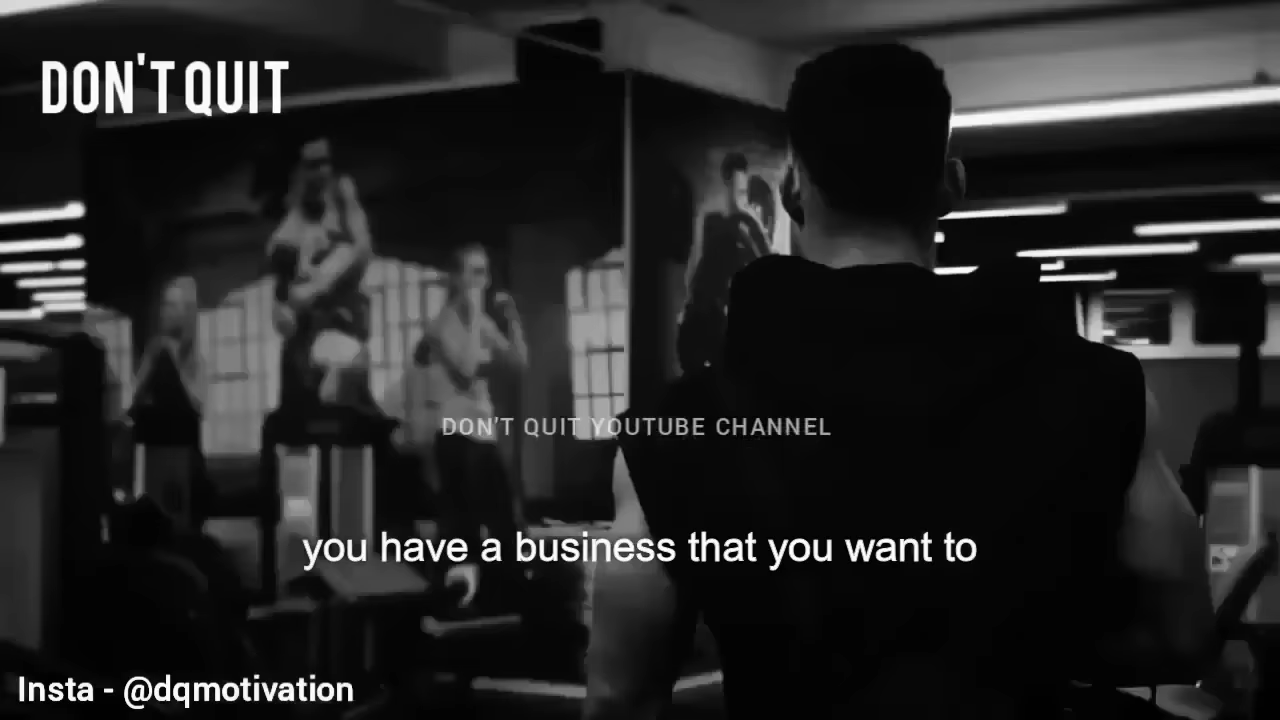 DON'T QUIT
DON'T QUIT YOUTUBE CHANNEL
you have a business that you want to
Insta - @dqmotivation